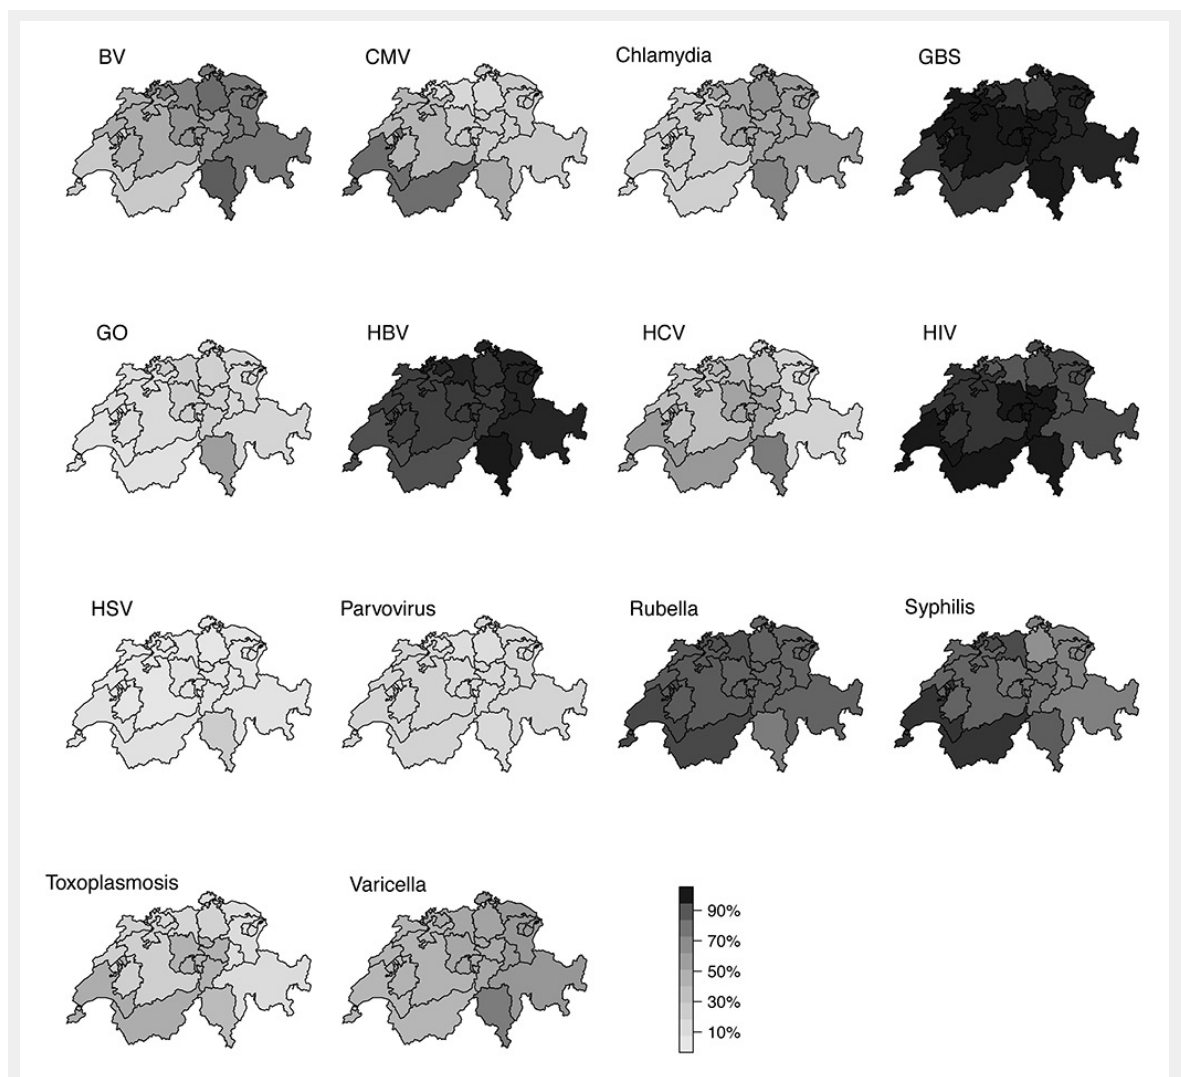 BV
CMV
Chlamydia
GBS
GO
HBV
HCV
HIV
HSV
Parvovirus
Rubella
Syphilis
Toxoplasmosis
Varicella
90%
70%
50%
30%
10%